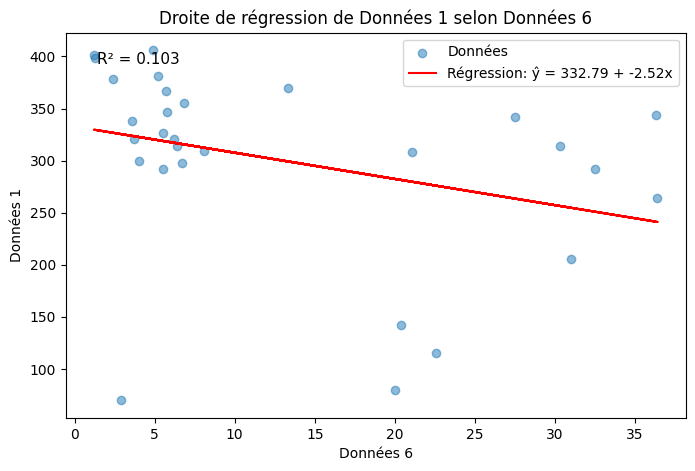 Droite de régression de Données 1 selon Données 6
R² = 0.103
Données
Régression: ŷ = 332.79 + -2.52x
400
350
300
250
200
150
100
Données 1
0
5
10
15
20
25
30
35
Données 6